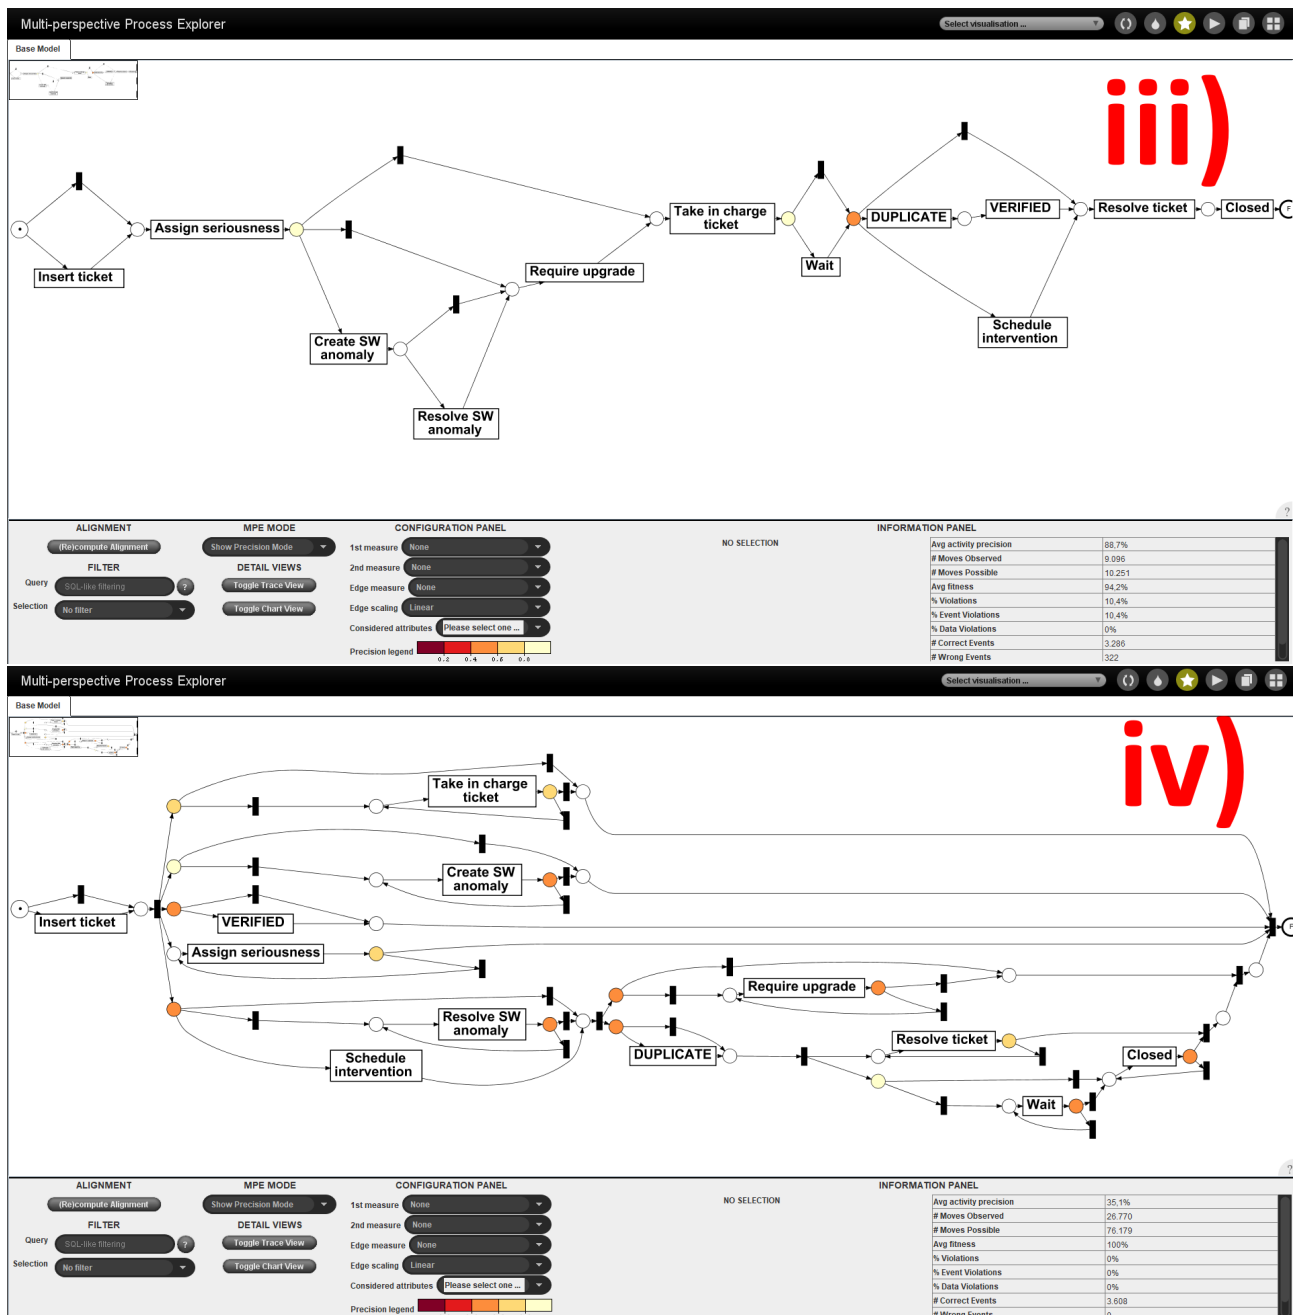 Multi-perspective Process Explorer
Select visualisation ...
Base Model
iii)
Insert ticket
Assign seriousness
Create SW
anomaly
Resolve SW
anomaly
Require upgrade
Take in charge
ticket
Wait
DUPLICATE
VERIFIED
Schedule
intervention
Resolve ticket
Closed
F
?
ALIGNMENT
(Re)compute Alignment
FILTER
Query
SQL-like filtering
?
Selection
No filter
MPE MODE
Show Precision Mode
DETAIL VIEWS
Toggle Trace View
Toggle Chart View
CONFIGURATION PANEL
1st measure None
2nd measure None
Edge measure None
Edge scaling Linear
Considered attributes Please select one ...
Precision legend
0.2 0.4 0.6 0.8
NO SELECTION
INFORMATION PANEL
Avg activity precision 88,7%
# Moves Observed 9.096
# Moves Possible 10.251
Avg fitness 94,2%
% Violations 10,4%
% Event Violations 10,4%
% Data Violations 0%
# Correct Events 3.286
# Wrong Events 322
Multi-perspective Process Explorer
Select visualisation ...
Base Model
iv)
Insert ticket
Take in charge
ticket
Create SW
anomaly
VERIFIED
Assign seriousness
Resolve SW
anomaly
Schedule
intervention
Require upgrade
DUPLICATE
Resolve ticket
Closed
Wait
F
?
ALIGNMENT
(Re)compute Alignment
FILTER
Query
SQL-like filtering
?
Selection
No filter
MPE MODE
Show Precision Mode
DETAIL VIEWS
Toggle Trace View
Toggle Chart View
CONFIGURATION PANEL
1st measure None
2nd measure None
Edge measure None
Edge scaling Linear
Considered attributes Please select one ...
Precision legend
NO SELECTION
INFORMATION PANEL
Avg activity precision 35,1%
# Moves Observed 26.770
# Moves Possible 76.179
Avg fitness 100%
% Violations 0%
% Event Violations 0%
% Data Violations 0%
# Correct Events 3.608
# Wrong Events 0